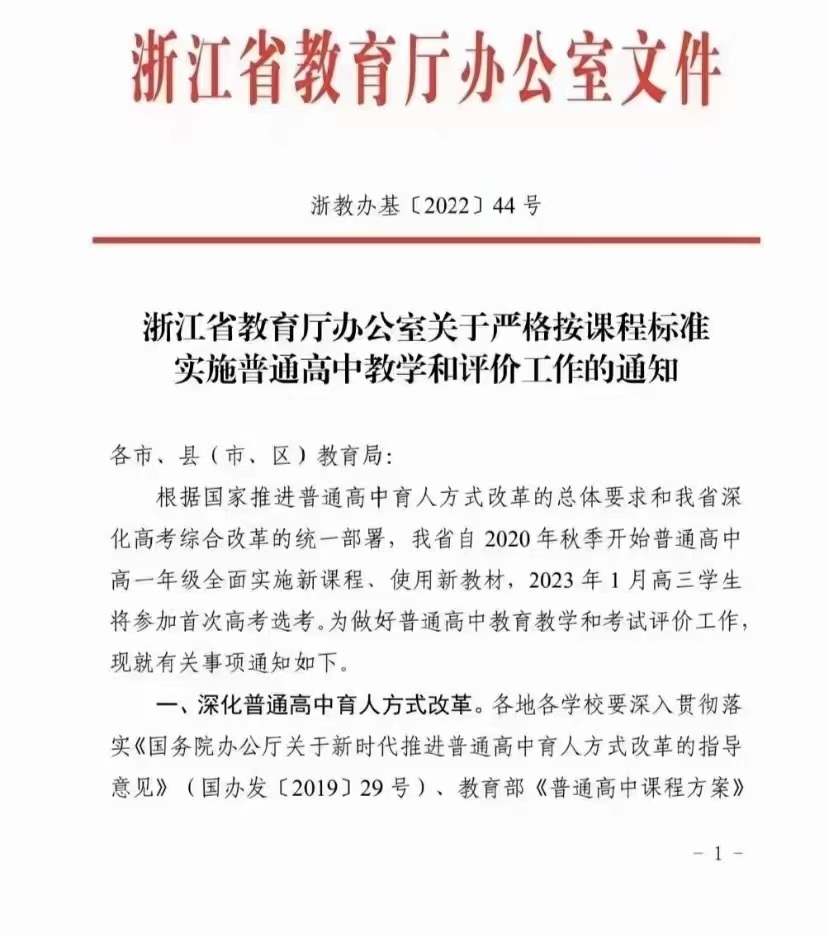 浙江省教育厅办公室文件
浙教办基〔2022〕44 号
浙江省教育厅办公室关于严格按课程标准
实施普通高中教学和评价工作的通知
各市、县（市、区）教育局：
根据国家推进普通高中育人方式改革的总体要求和我省深
化高考综合改革的统一部署，我省自 2020 年秋季开始普通高中
高一年级全面实施新课程、使用新教材，2023 年 1 月高三学生
将参加首次高考选考。为做好普通高中教育教学和考试评价工作，
现就有关事项通知如下。
一、深化普通高中育人方式改革。各地各学校要深入贯彻落
实《国务院办公厅关于新时代推进普通高中育人方式改革的指导
意见》（国办发〔2019〕29 号）、教育部《普通高中课程方案》
- 1 -